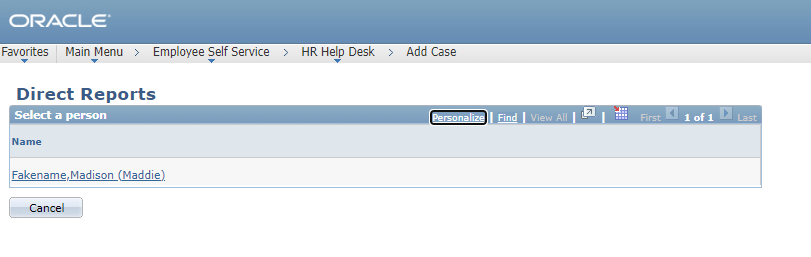 ORACLE
Favorites Main Menu > Employee Self Service > HR Help Desk > Add Case
Direct Reports
Select a person Personalize | Find | View All | | First 1 of 1 Last
Name
Fakename,Madison (Maddie)
Cancel